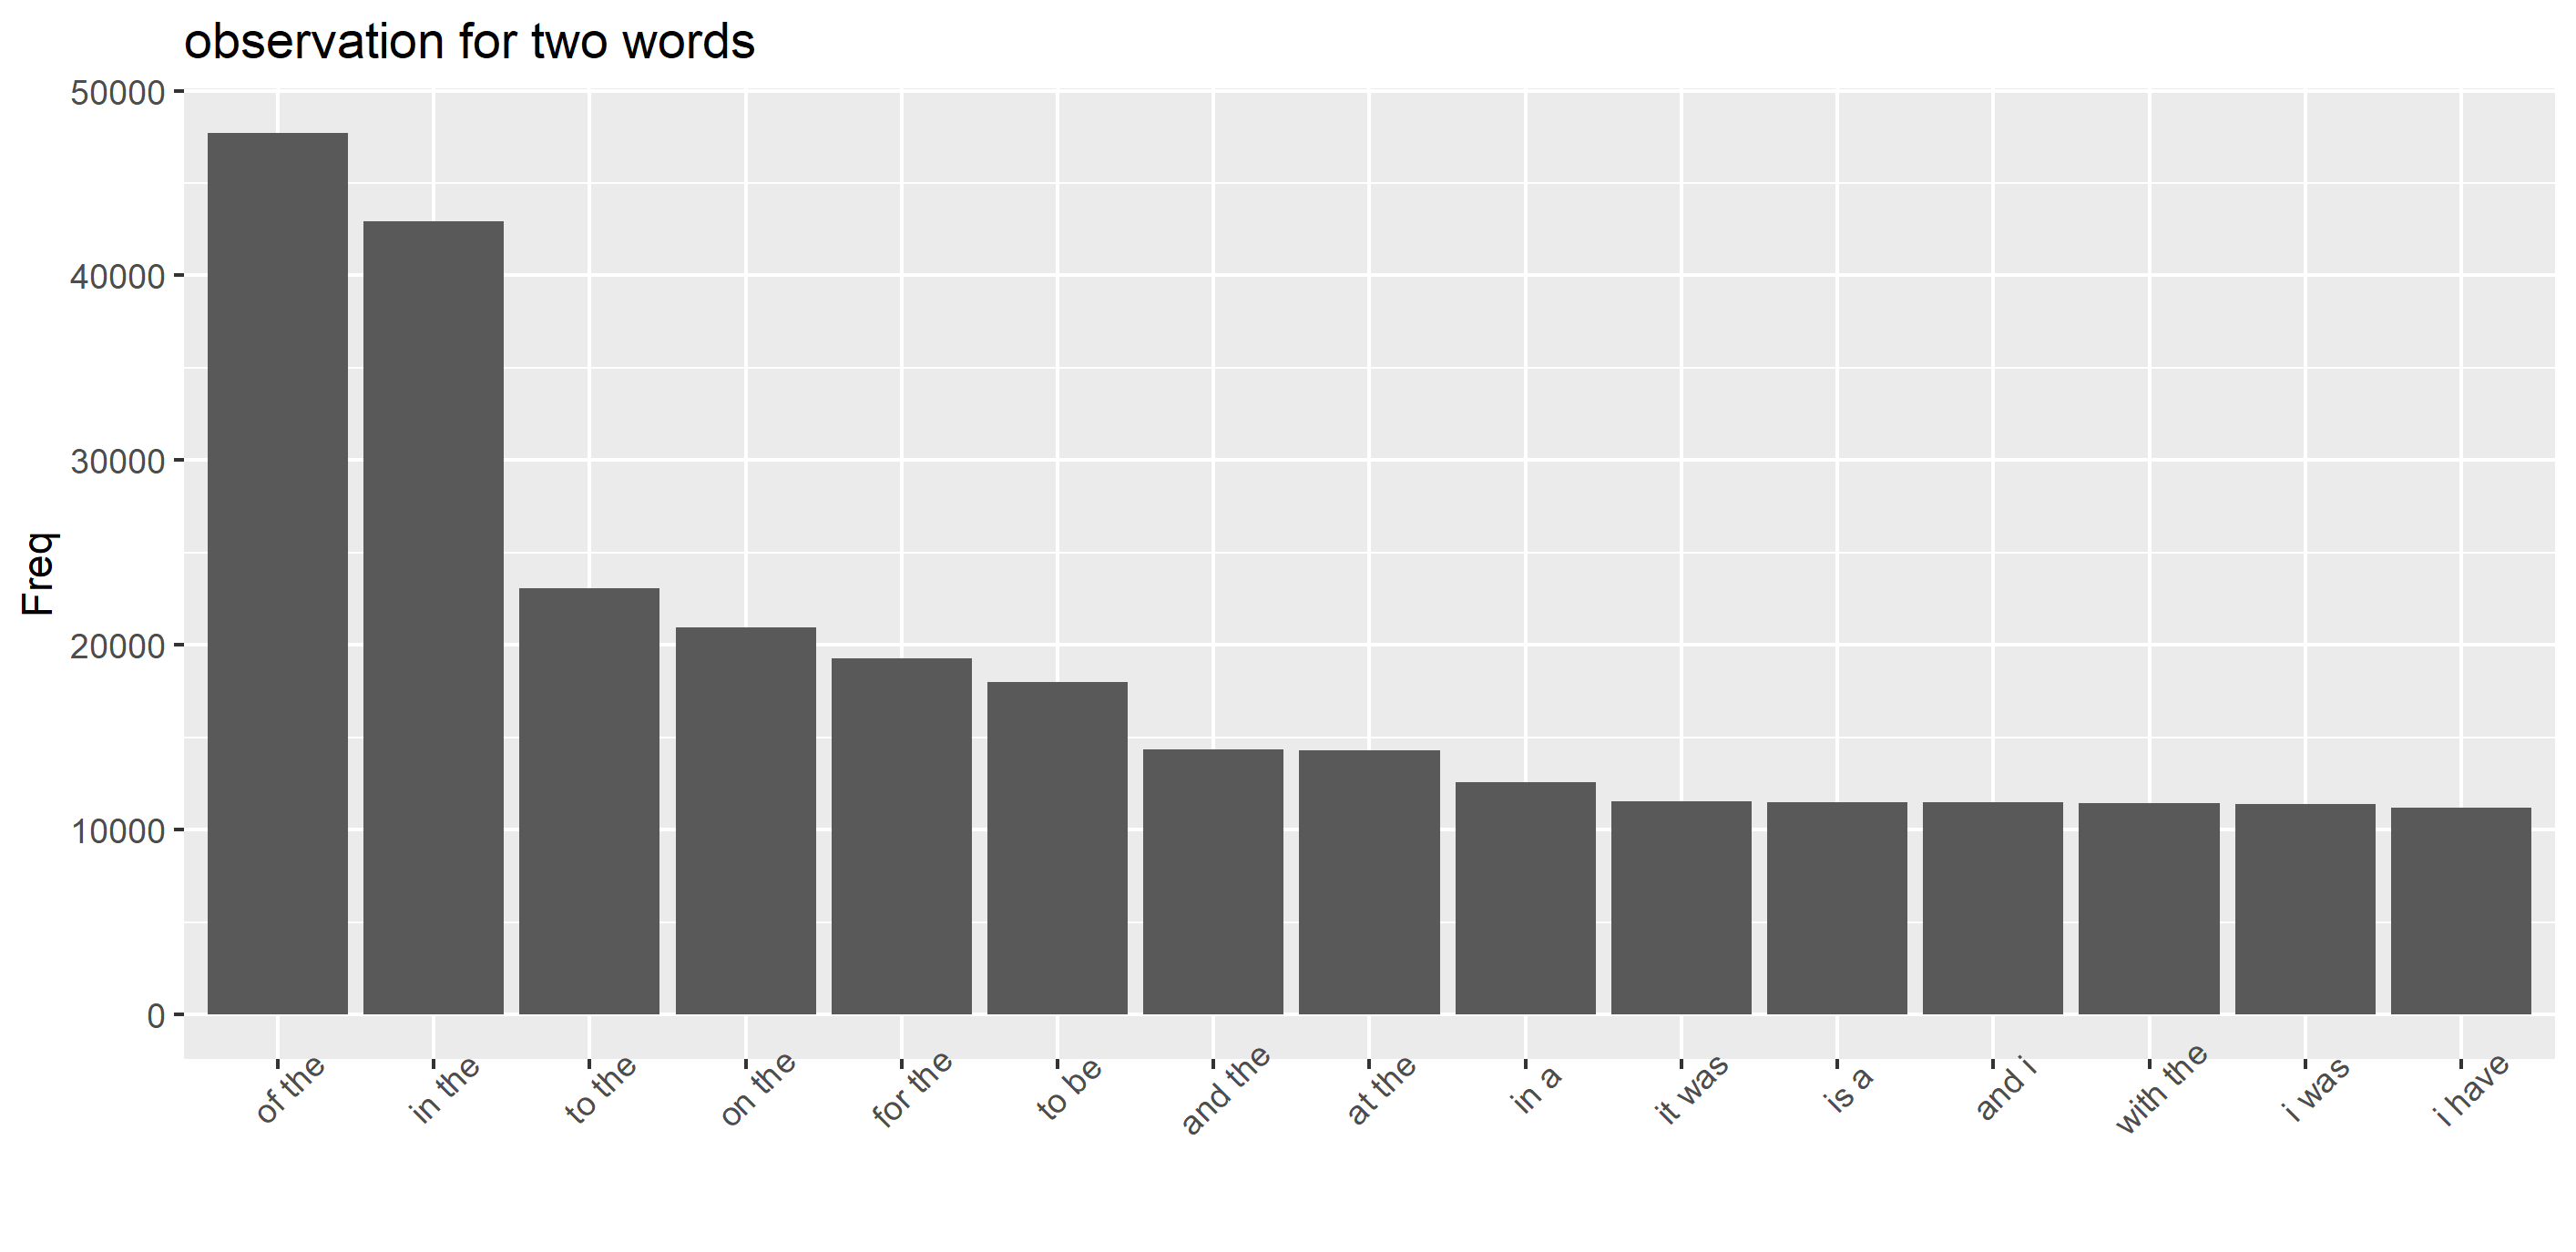 observation for two words
50000
40000
30000
20000
10000
0
Freq
of the
in the
to the
on the
for the
to be
and the
at the
in a
it was
is a
and i
with the
i was
i have